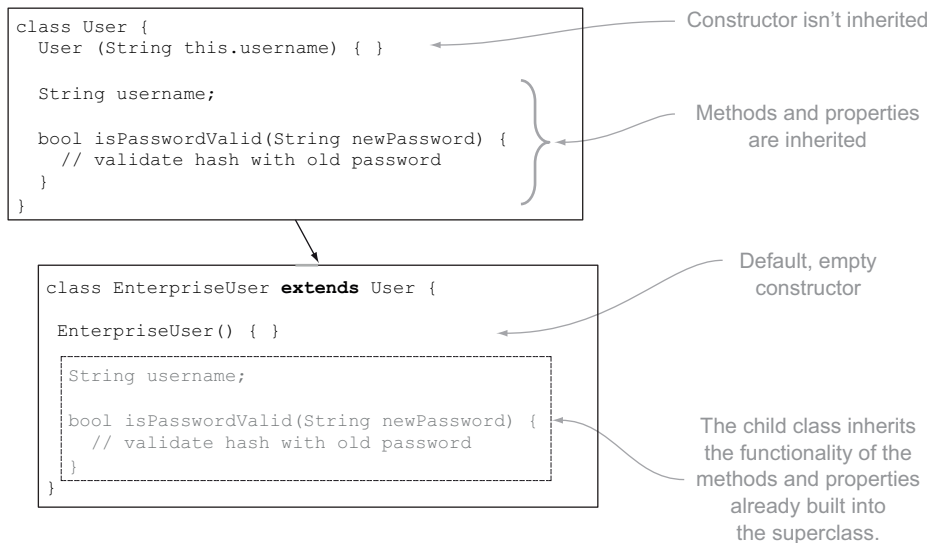 class User {
User (String this.username) { }
String username;
bool isPasswordValid(String newPassword) {
// validate hash with old password
}
}
Constructor isn't inherited
Methods and properties
are inherited
class EnterpriseUser extends User {
EnterpriseUser() { }
String username;
bool isPasswordValid(String newPassword) {
// validate hash with old password
}
}
Default, empty
constructor
The child class inherits
the functionality of the
methods and properties
already built into
the superclass.